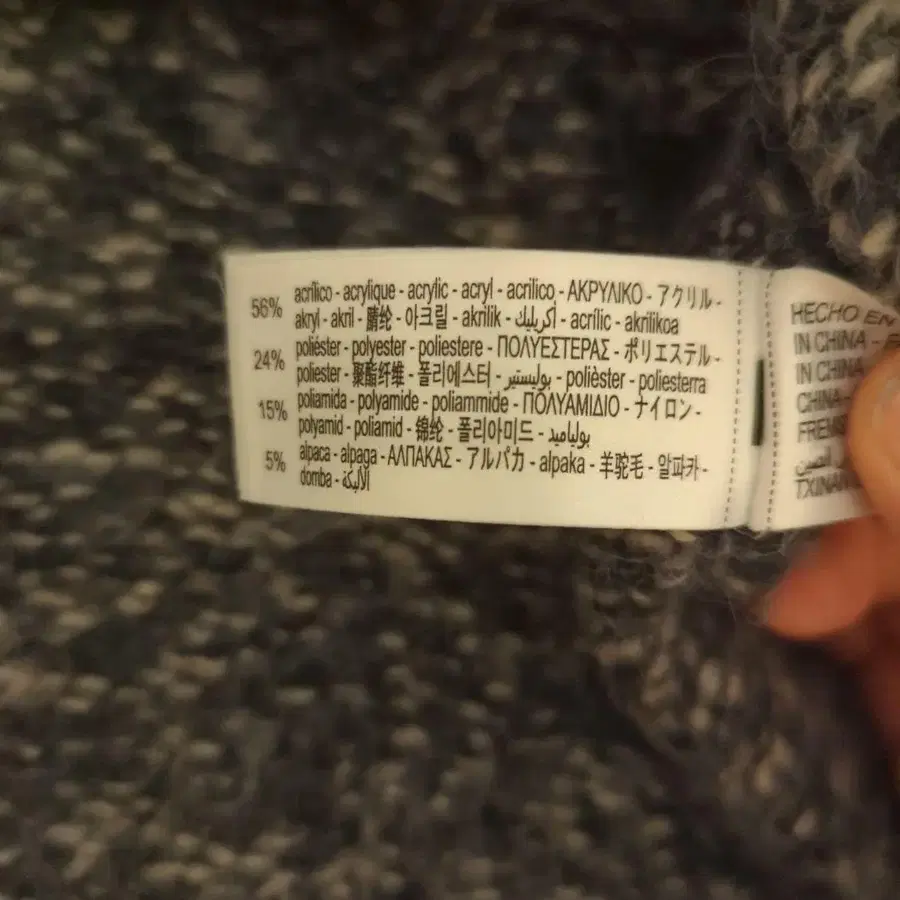 56% acrílico - acrylique - acrylic - acryl - acrilico - ΑΚΡΥΛΙΚΟ - アクリル -
akryl - akril - 腈纶 - 아크릴 - akrilik - أكريليك - acrílic - akrilikoa
24% poliéster - polyester - poliestere - ΠΟΛΥΕΣΤΕΡΑΣ - ポリエステル -
poliester - 聚酯纤维 - 폴리에스터 - بوليستير - polièster - poliesterra
15% poliamida - polyamide - poliammide - ΠΟΛΥΑΜΙΔΙΟ - ナイロン -
polyamid - poliamid - 锦纶 - 폴리아미드 - بولياميد
5% alpaca - alpaga - ΑΛΠΑΚΑΣ - アルパカ - alpaka - 羊驼毛 - 알파카 -
domba - الألبكة
HECHO EN
IN CHINA -
IN CHINA
CHINA -
الصين